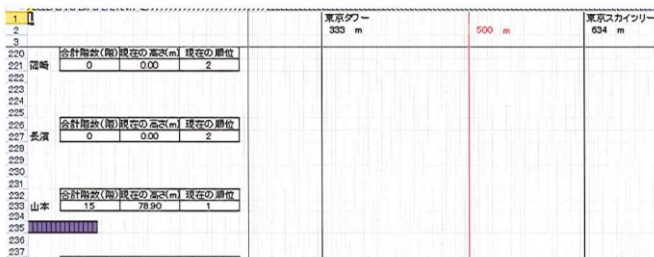 1
東京タワー 東京スカイツリー
2 333 m 500 m 634 m
3
220 合計階数(階) 現在の高さ(m) 現在の順位
221 篠崎 0 0.00 2
222
223
224
225
226 合計階数(階) 現在の高さ(m) 現在の順位
227 長濱 0 0.00 2
228
229
230
231
232 合計階数(階) 現在の高さ(m) 現在の順位
233 山本 15 78.90 1
234
235
236
237